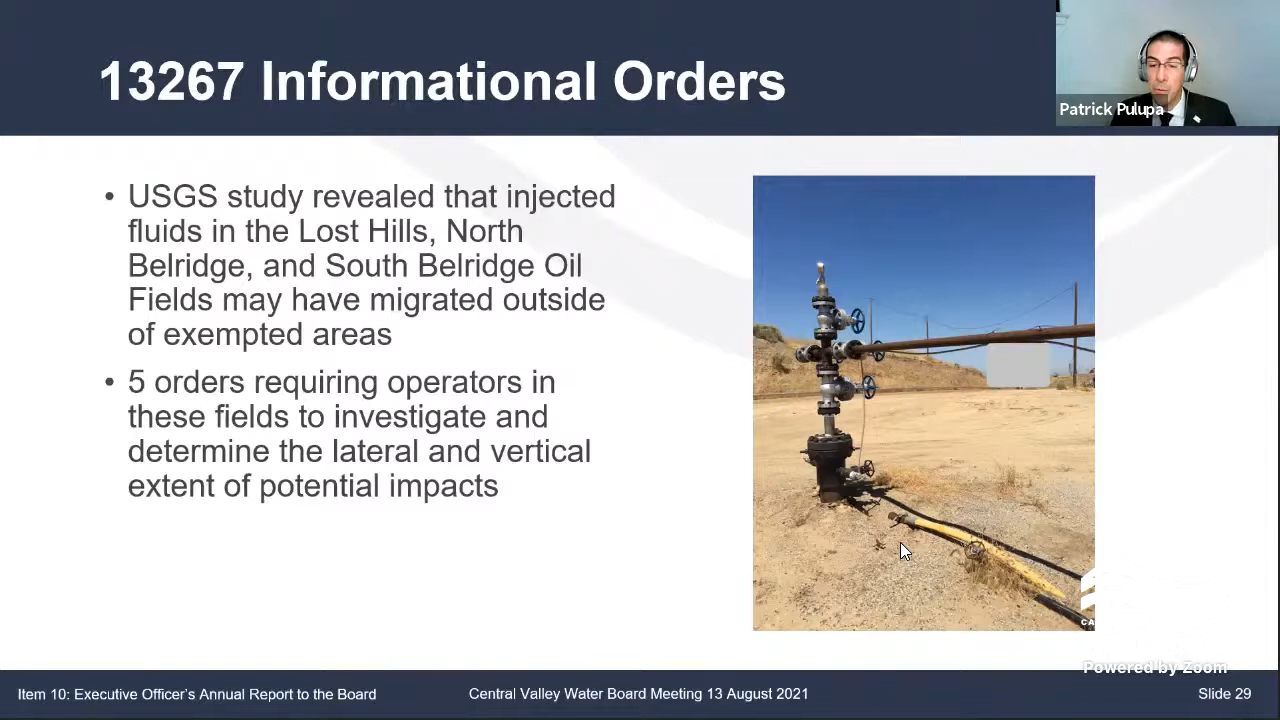 13267 Informational Orders
Patrick Pulupa
• USGS study revealed that injected
fluids in the Lost Hills, North
Belridge, and South Belridge Oil
Fields may have migrated outside
of exempted areas
• 5 orders requiring operators in
these fields to investigate and
determine the lateral and vertical
extent of potential impacts
CA
Powered by Zoom
Item 10: Executive Officer's Annual Report to the Board
Central Valley Water Board Meeting 13 August 2021
Slide 29